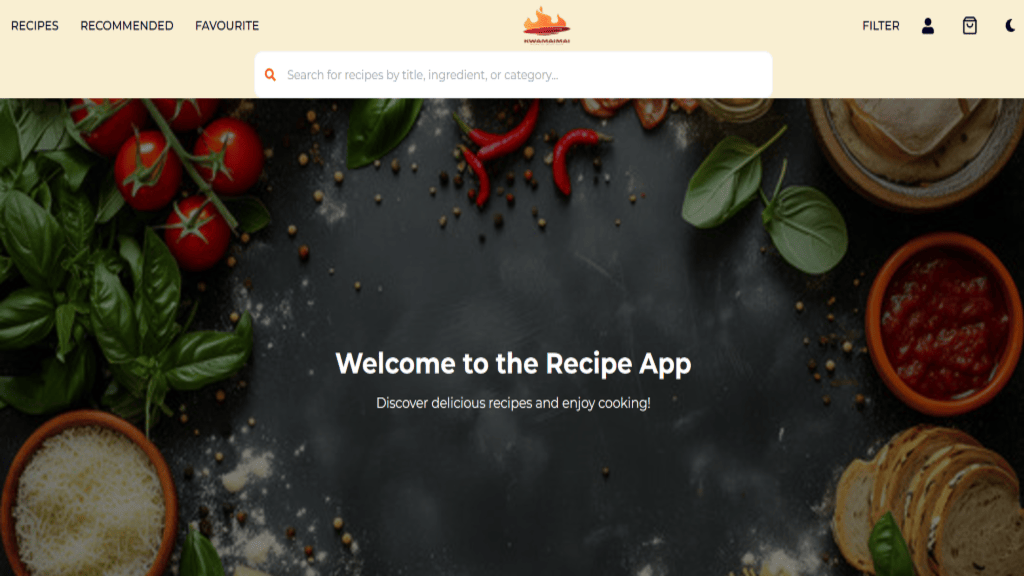 RECIPES RECOMMENDED FAVOURITE
KWAMAIMAI
FILTER
Search for recipes by title, ingredient, or category...
Welcome to the Recipe App
Discover delicious recipes and enjoy cooking!